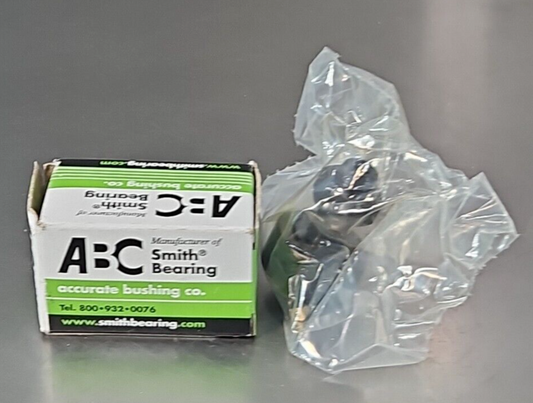 www.smithbearing.com
accurate bushing co.
ABC
Manufacturer of
Smith®
Bearing
ABC
Manufacturer of
Smith®
Bearing
accurate bushing co.
Tel. 800•932•0076
www.smithbearing.com